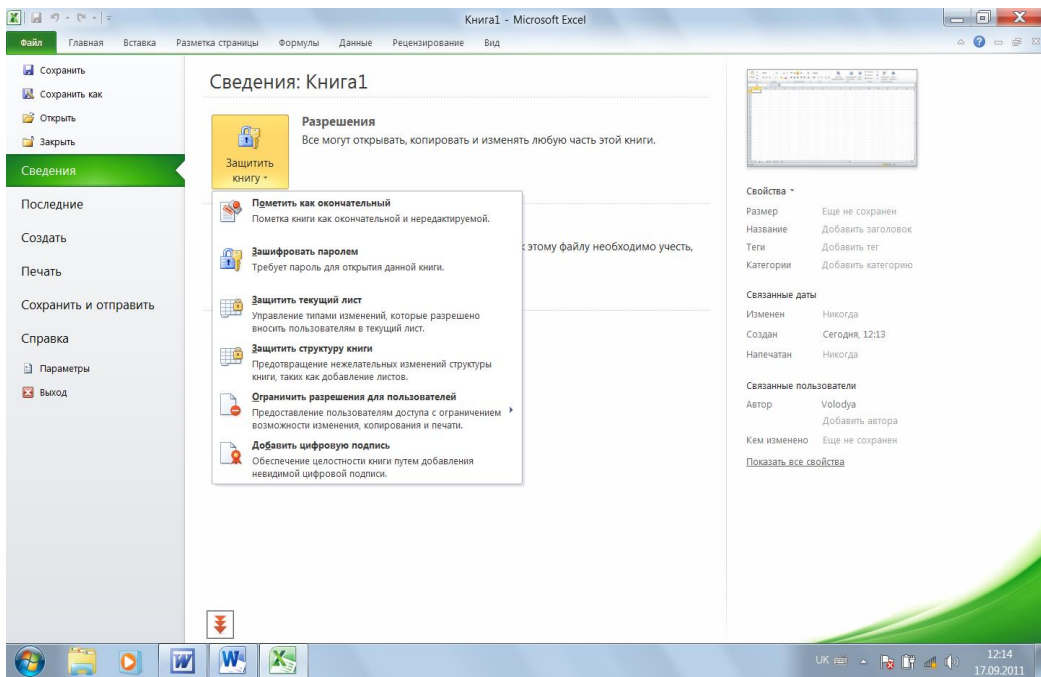 Книга1 - Microsoft Excel
Файл Главная Вставка Разметка страницы Формулы Данные Рецензирование Вид
Сохранить
Сохранить как
Открыть
Закрыть
Сведения
Последние
Создать
Печать
Сохранить и отправить
Справка
Параметры
Выход
Сведения: Книга1
Защитить
книгу
Разрешения
Все могут открывать, копировать и изменять любую часть этой книги.
Пометить как окончательный
Пометка книги как окончательной и нередактируемой.
Зашифровать паролем
Требует пароль для открытия данной книги.
Защитить текущий лист
Управление типами изменений, которые разрешено
вносить пользователям в текущий лист.
Защитить структуру книги
Предотвращение нежелательных изменений структуры
книги, таких как добавление листов.
Ограничить разрешения для пользователей
Предоставление пользователям доступа с ограничением
возможности изменения, копирования и печати.
Добавить цифровую подпись
Обеспечение целостности книги путем добавления
невидимой цифровой подписи.
к этому файлу необходимо учесть,
Свойства
Размер Еще не сохранен
Название Добавить заголовок
Теги Добавить тег
Категории Добавить категорию
Связанные даты
Изменен Никогда
Создан Сегодня, 12:13
Напечатан Никогда
Связанные пользователи
Автор Volodya
Добавить автора
Кем изменено Еще не сохранен
Показать все свойства
UK
12:14
17.09.2011